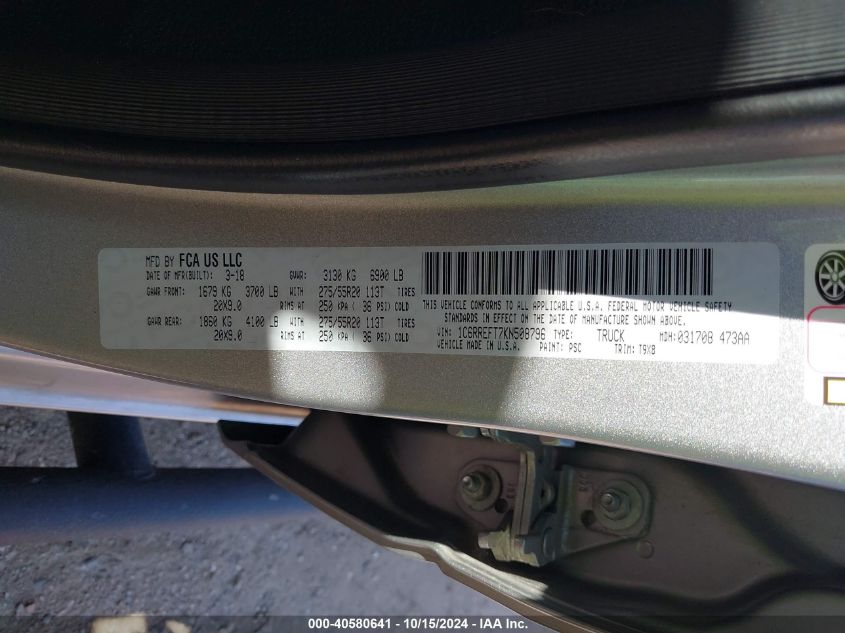 MFD BY FCA US LLC
DATE OF MFR(BUILT): 3-18 GVWR: 3130 KG 6900 LB
GAWR FRONT: 1679 KG 3700 LB WITH 275/55R20 113T TIRES
20X9.0 RIMS AT 250 KPA ( 36 PSI) COLD
GAWR REAR: 1860 KG 4100 LB WITH 275/55R20 113T TIRES
20X9.0 RIMS AT 250 KPA ( 36 PSI) COLD
THIS VEHICLE CONFORMS TO ALL APPLICABLE U.S.A. FEDERAL MOTOR VEHICLE SAFETY
STANDARDS IN EFFECT ON THE DATE OF MANUFACTURE SHOWN ABOVE.
VIN: 1C6RREFT7KN508796 TYPE: TRUCK MDH: 031708 473AA
VEHICLE MADE IN U.S.A. PAINT: PSC TRIM: T9X8
000-40580641 - 10/15/2024 - IAA Inc.